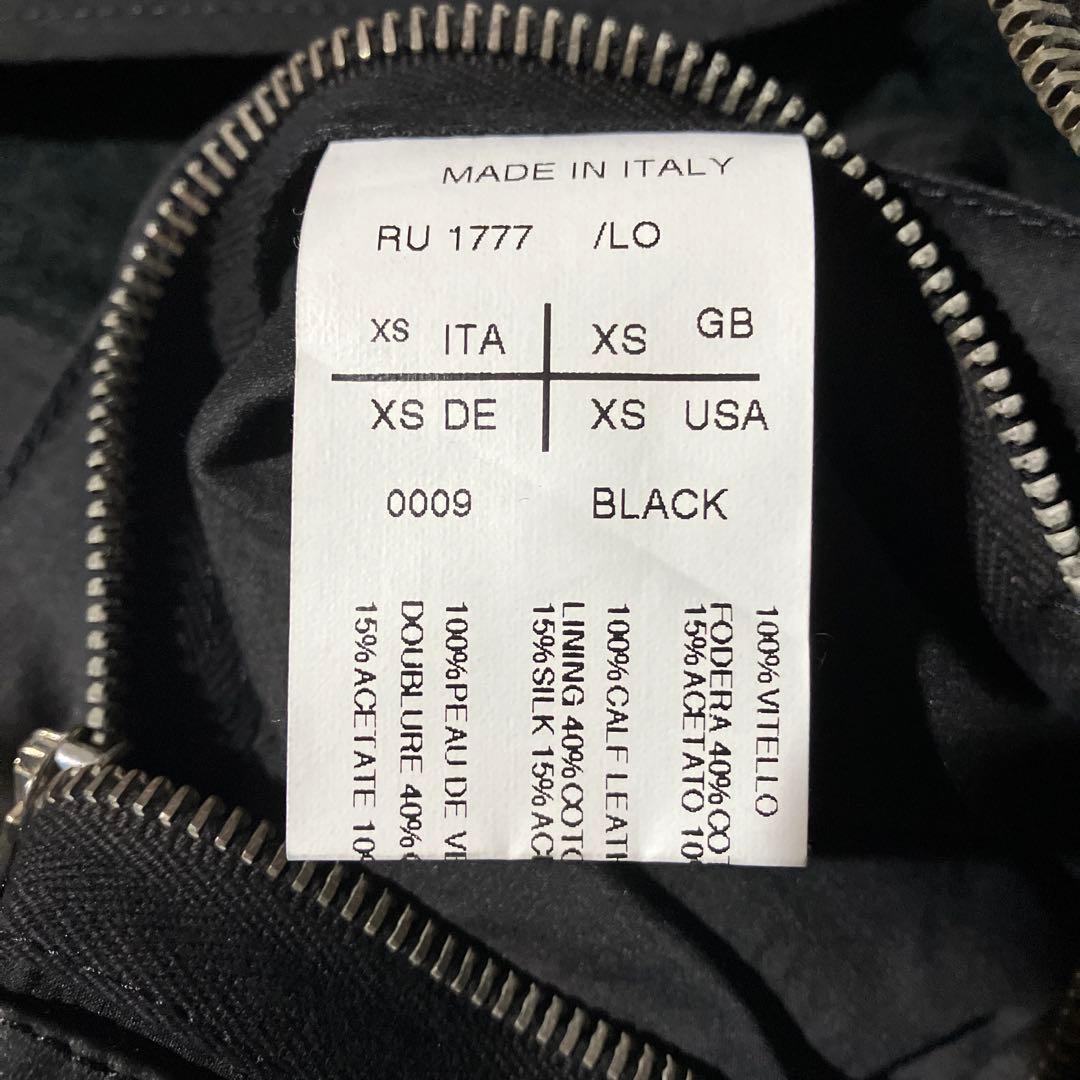 MADE IN ITALY
RU 1777 /LO
XS ITA XS GB
XS DE XS USA
0009 BLACK
100%VITELLO
FODERA 40%COT
15%ACETATO 10
100%CALF LEATH
LINING 40%COTO
15%SILK 15%AC
100%PEAU DE VE
DOUBLURE 40%
15%ACETATE 10